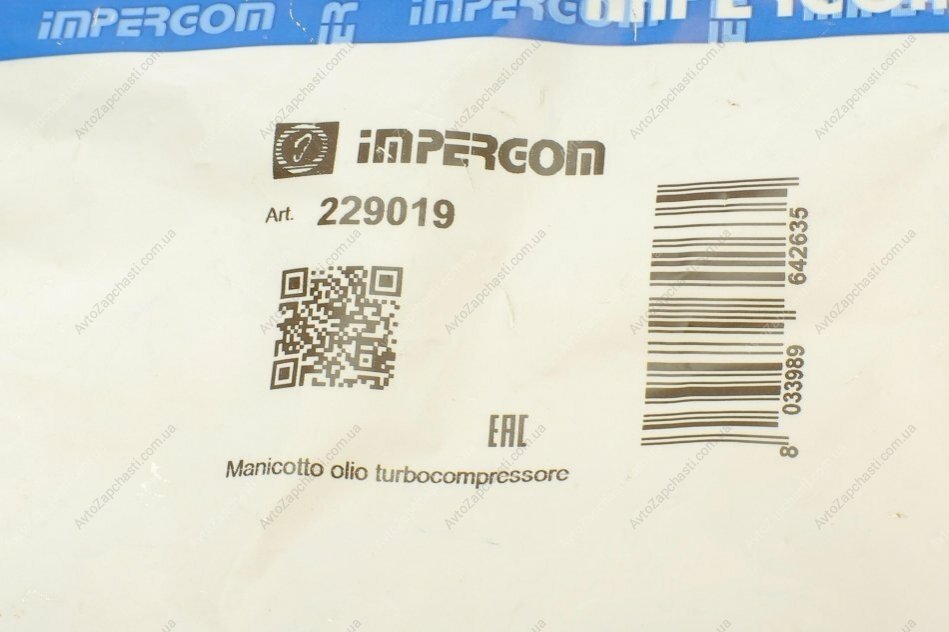 iMPERGOM
iMPERGOM
iMPERGOM
Art. 229019
8 033989 642635
EAC
Manicotto olio turbocompressore
AvtoZapchasti.com.ua